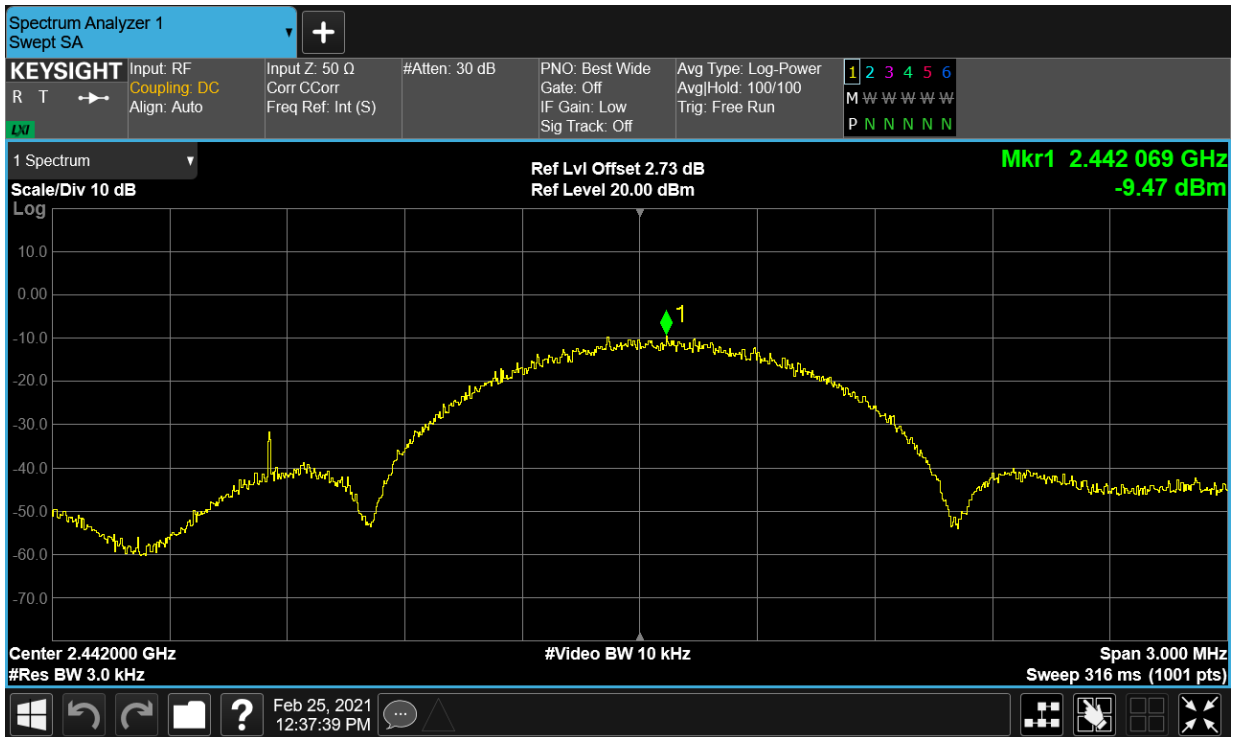 Spectrum Analyzer 1
Swept SA
KEYSIGHT
R T
LXI
Input: RF
Coupling: DC
Align: Auto
Input Z: 50 Ω
Corr CCorr
Freq Ref: Int (S)
#Atten: 30 dB
PNO: Best Wide
Gate: Off
IF Gain: Low
Sig Track: Off
Avg Type: Log-Power
Avg|Hold: 100/100
Trig: Free Run
1 2 3 4 5 6
M W W W W W
P N N N N N
1 Spectrum
Scale/Div 10 dB
Log
Ref Lvl Offset 2.73 dB
Ref Level 20.00 dBm
Mkr1 2.442 069 GHz
-9.47 dBm
10.0
0.00
1
-10.0
-20.0
-30.0
-40.0
-50.0
-60.0
-70.0
Center 2.442000 GHz
#Video BW 10 kHz
Span 3.000 MHz
#Res BW 3.0 kHz
Sweep 316 ms (1001 pts)
?
Feb 25, 2021
12:37:39 PM